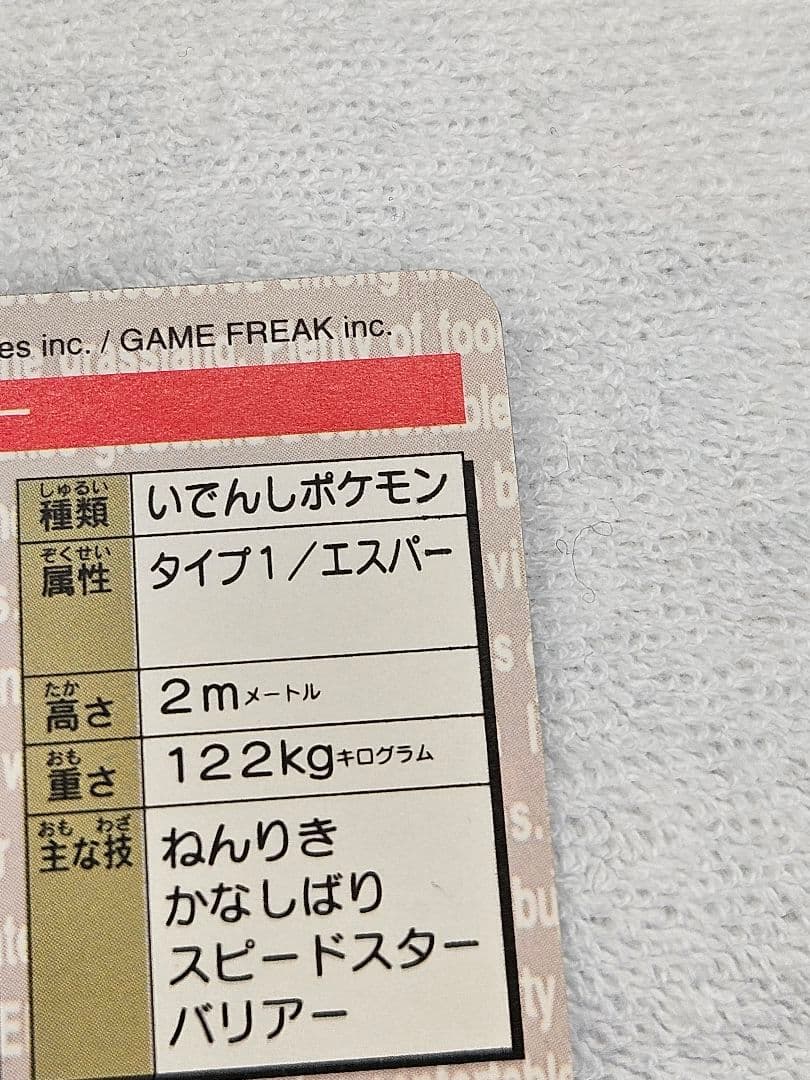 es inc. / GAME FREAK inc.
ー
しゅるい
種類 いでんしポケモン
ぞくせい
属性 タイプ1/エスパー
たか
高さ 2mメートル
おも
重さ 122kgキログラム
おも わざ
主な技 ねんりき
かなしばり
スピードスター
バリアー